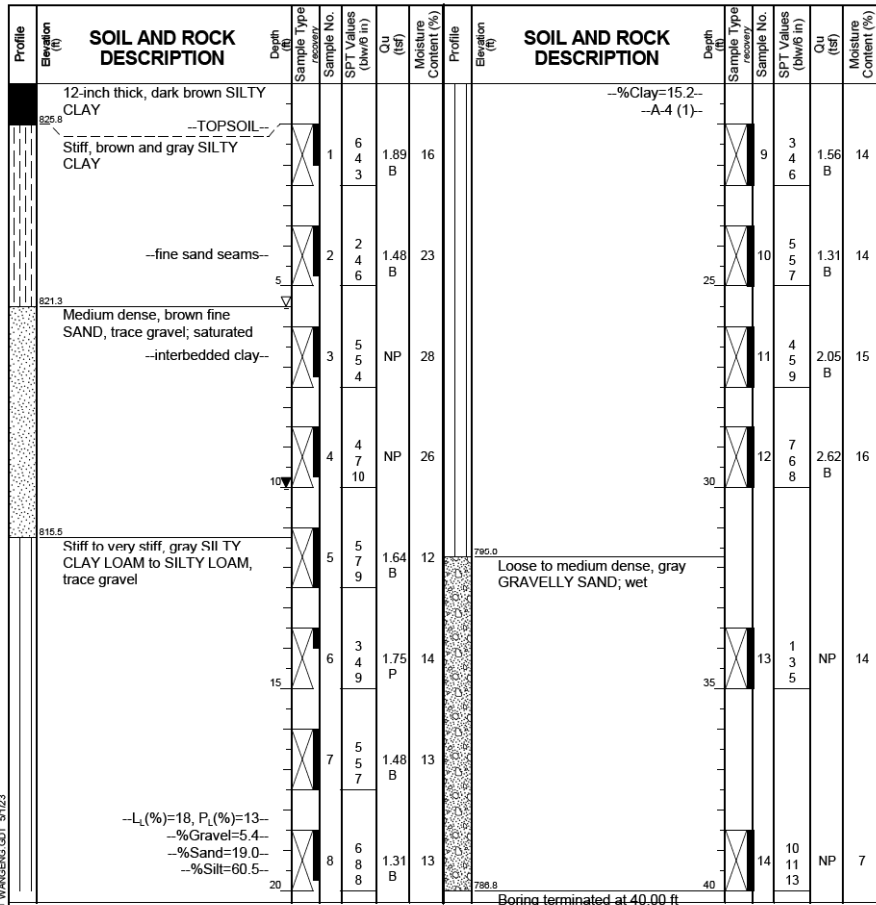 Profile
Elevation (ft)
SOIL AND ROCK DESCRIPTION
Depth (ft)
Sample Type
recovery
Sample No.
SPT Values (blw/6 in)
Qu (tsf)
Moisture Content (%)
12-inch thick, dark brown SILTY
CLAY
825.8
--TOPSOIL--
Stiff, brown and gray SILTY
CLAY
1
6
4
3
1.89
B
16
--fine sand seams--
2
2
4
6
1.48
B
23
5
821.3
Medium dense, brown fine
SAND, trace gravel; saturated
--interbedded clay--
3
5
5
4
NP
28
4
4
7
10
NP
26
10
815.5
Stiff to very stiff, gray SILTY
CLAY LOAM to SILTY LOAM,
trace gravel
5
5
7
9
1.64
B
12
6
3
4
9
1.75
P
14
15
7
5
5
7
1.48
B
13
--LL(%)=18, PL(%)=13--
--%Gravel=5.4--
--%Sand=19.0--
--%Silt=60.5--
8
6
8
8
1.31
B
13
20
WANGENG.GDT 5/1/23
Profile
Elevation (ft)
SOIL AND ROCK DESCRIPTION
Depth (ft)
Sample Type
recovery
Sample No.
SPT Values (blw/6 in)
Qu (tsf)
Moisture Content (%)
--%Clay=15.2--
--A-4 (1)--
9
3
4
6
1.56
B
14
10
5
5
7
1.31
B
14
25
11
4
5
9
2.05
B
15
12
7
6
8
2.62
B
16
30
795.0
Loose to medium dense, gray
GRAVELLY SAND; wet
13
1
3
5
NP
14
35
14
10
11
13
NP
7
40
786.8
Boring terminated at 40.00 ft